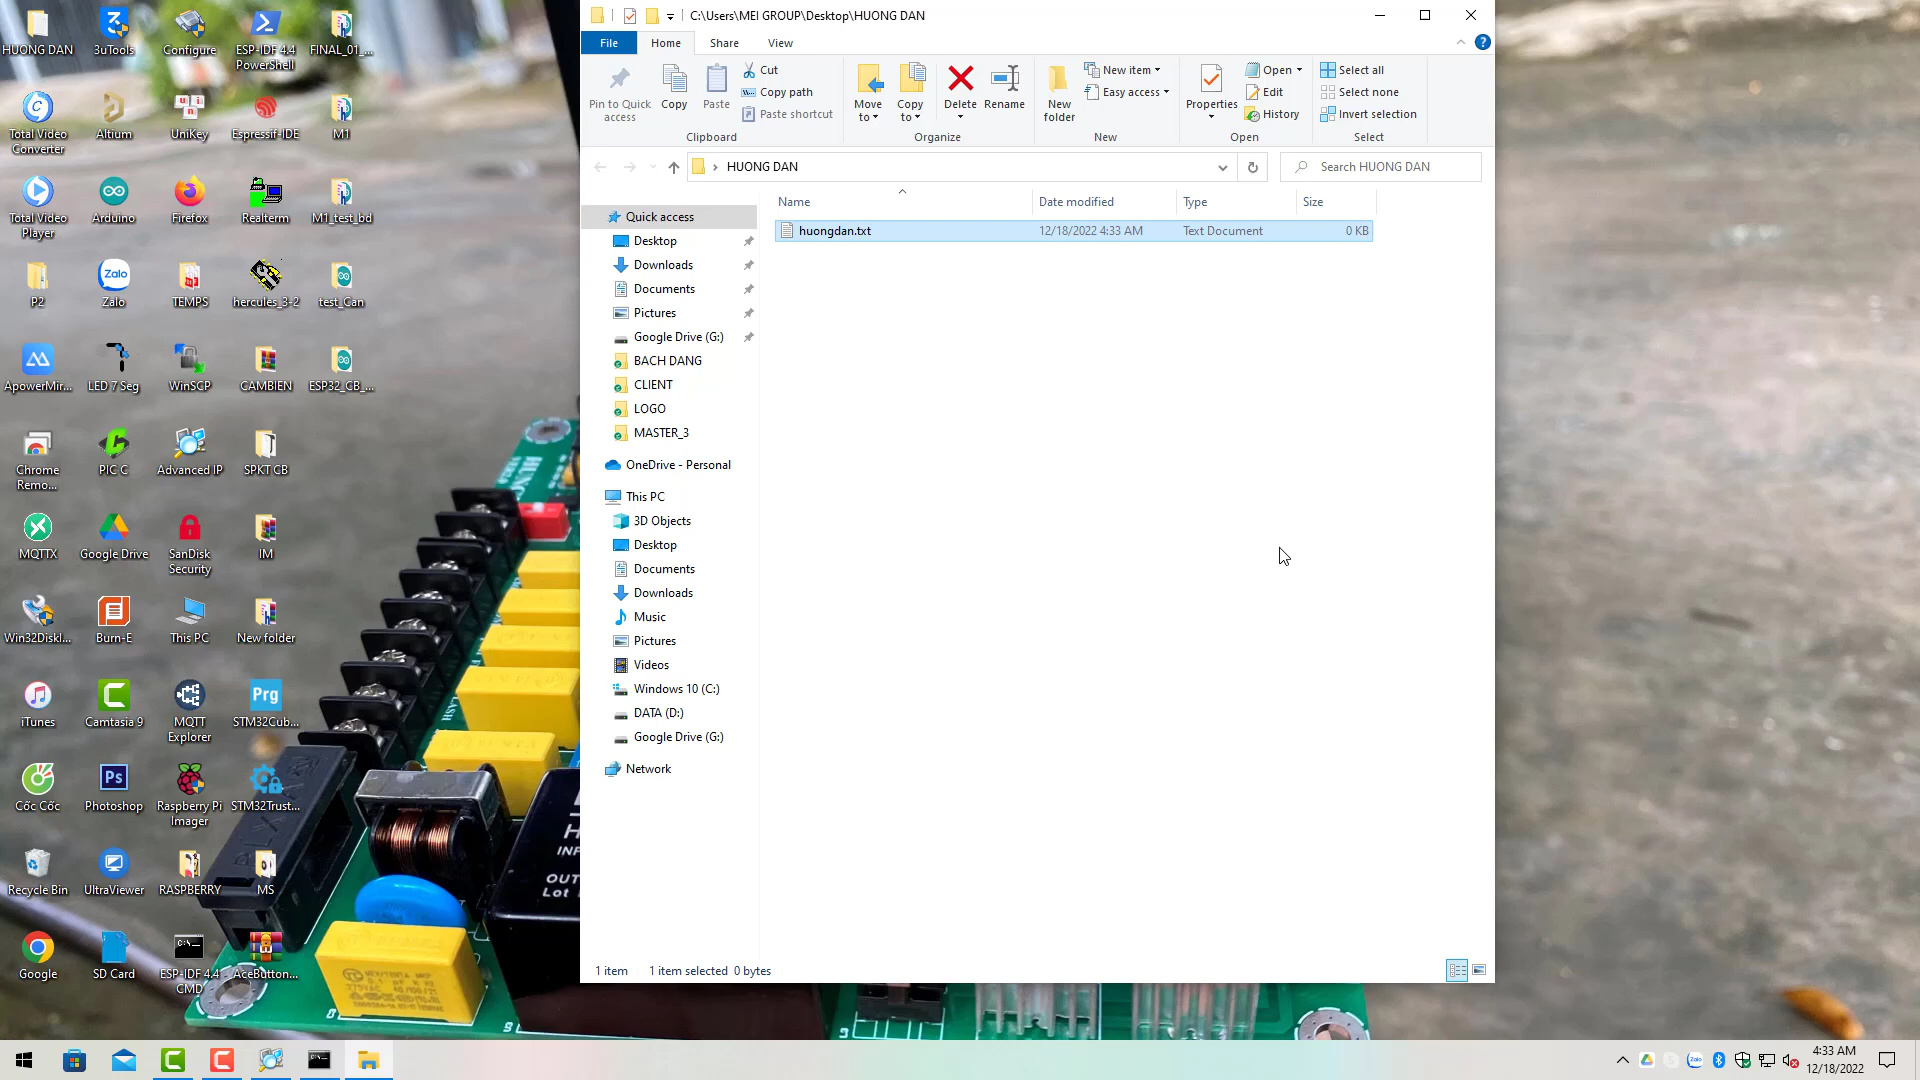 HUONG DAN
3uTools
Configure
ESP-IDF 4.4
PowerShell
FINAL_01_...
Total Video
Converter
Altium
UniKey
Espressif-IDE
M1
Total Video
Player
Arduino
Firefox
Realterm
M1_test_bd
P2
Zalo
TEMPS
hercules_3-2
test_Can
ApowerMir...
LED 7 Seg
WinSCP
CAMBIEN
ESP32_CB_...
Chrome
Remo...
PIC C
Advanced IP
SPKT CB
MQTTX
Google Drive
SanDisk
Security
IM
Win32DiskI...
Burn-E
This PC
New folder
iTunes
Camtasia 9
MQTT
Explorer
Prg
STM32Cub...
Cốc Cốc
Ps
Photoshop
Raspberry Pi
Imager
STM32Trust...
Recycle Bin
UltraViewer
RASPBERRY
MS
Google
SD Card
ESP-IDF 4.4
CMD
AceButton...
C:\Users\MEI GROUP\Desktop\HUONG DAN
File
Home
Share
View
Pin to Quick
access
Copy
Paste
Cut
Copy path
Paste shortcut
Clipboard
Move
to
Copy
to
Delete
Rename
Organize
New
folder
New item
Easy access
New
Properties
Open
Edit
History
Open
Select all
Select none
Invert selection
Select
HUONG DAN
Search HUONG DAN
Name
Date modified
Type
Size
huongdan.txt
12/18/2022 4:33 AM
Text Document
0 KB
Quick access
Desktop
Downloads
Documents
Pictures
Google Drive (G:)
BACH DANG
CLIENT
LOGO
MASTER_3
OneDrive - Personal
This PC
3D Objects
Desktop
Documents
Downloads
Music
Pictures
Videos
Windows 10 (C:)
DATA (D:)
Google Drive (G:)
Network
1 item
1 item selected
0 bytes
4:33 AM
12/18/2022